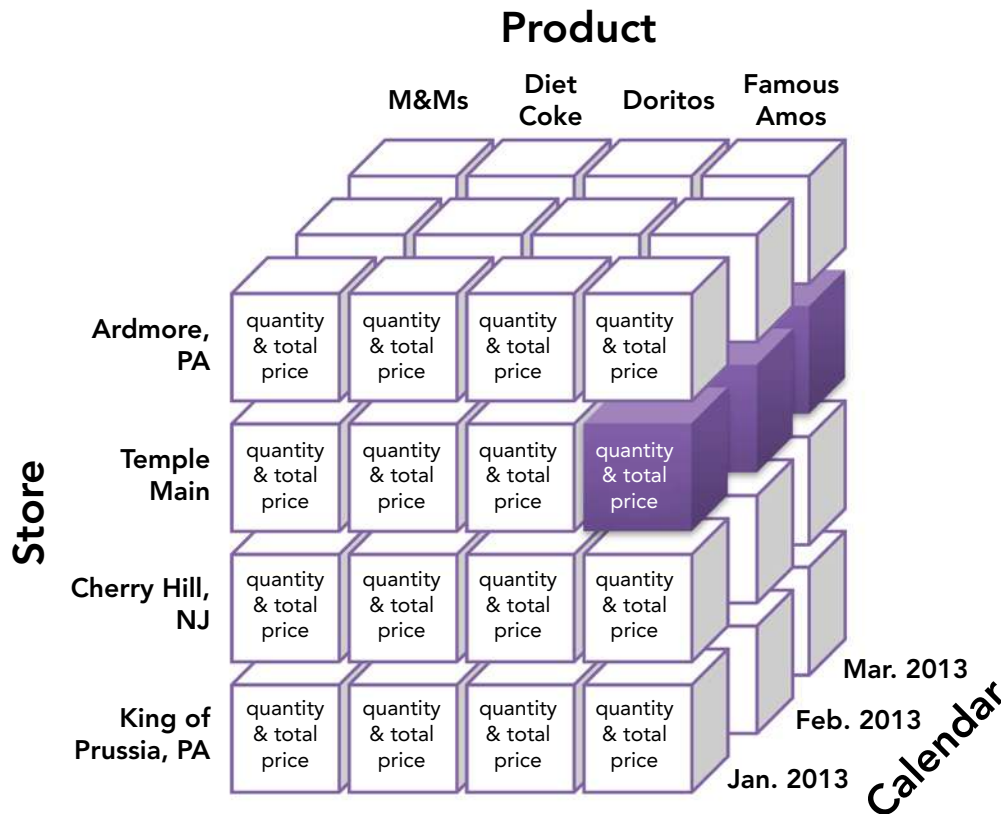 Product
M&Ms
Diet
Coke
Doritos
Famous
Amos
Store
Ardmore,
PA
quantity
& total
price
quantity
& total
price
quantity
& total
price
quantity
& total
price
Temple
Main
quantity
& total
price
quantity
& total
price
quantity
& total
price
quantity
& total
price
Cherry Hill,
NJ
quantity
& total
price
quantity
& total
price
quantity
& total
price
quantity
& total
price
King of
Prussia, PA
quantity
& total
price
quantity
& total
price
quantity
& total
price
quantity
& total
price
Mar. 2013
Feb. 2013
Jan. 2013
Calendar